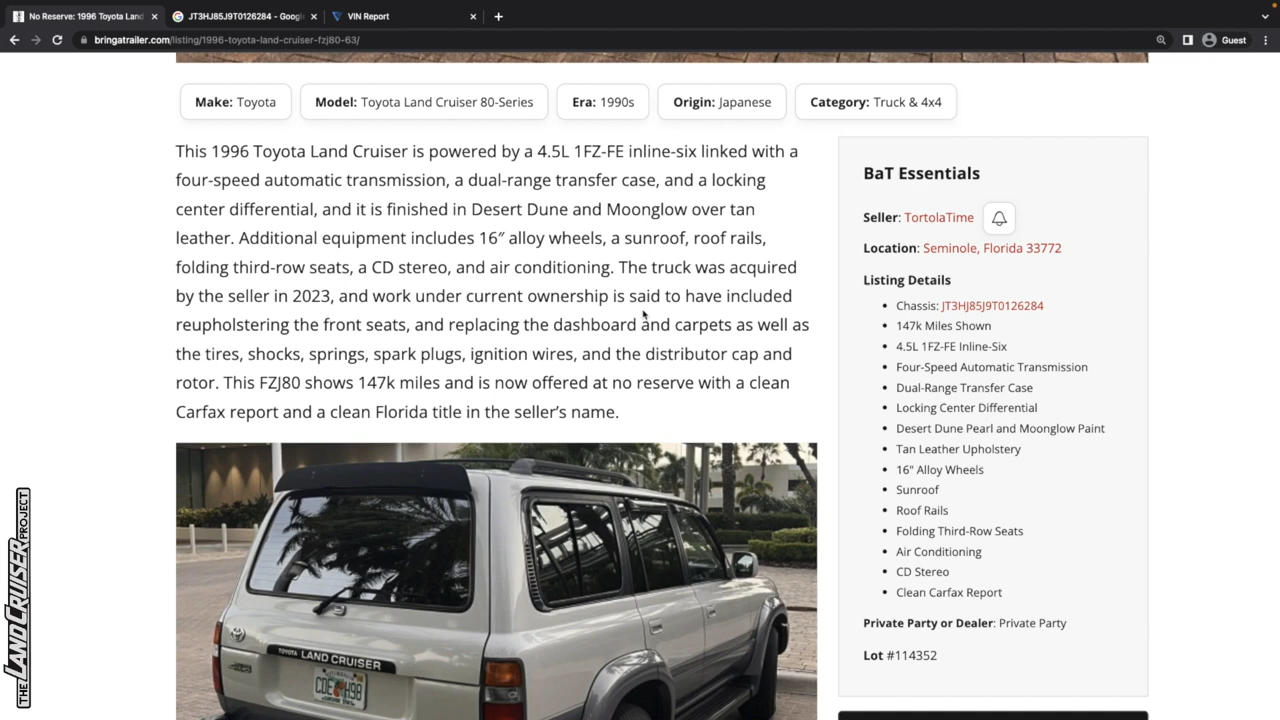 No Reserve: 1996 Toyota Land
JT3HJ85J9T0126284 - Google
VIN Report
bringatrailer.com/listing/1996-toyota-land-cruiser-fzj80-63/
Guest
Make: Toyota
Model: Toyota Land Cruiser 80-Series
Era: 1990s
Origin: Japanese
Category: Truck & 4x4
This 1996 Toyota Land Cruiser is powered by a 4.5L 1FZ-FE inline-six linked with a
four-speed automatic transmission, a dual-range transfer case, and a locking
center differential, and it is finished in Desert Dune and Moonglow over tan
leather. Additional equipment includes 16″ alloy wheels, a sunroof, roof rails,
folding third-row seats, a CD stereo, and air conditioning. The truck was acquired
by the seller in 2023, and work under current ownership is said to have included
reupholstering the front seats, and replacing the dashboard and carpets as well as
the tires, shocks, springs, spark plugs, ignition wires, and the distributor cap and
rotor. This FZJ80 shows 147k miles and is now offered at no reserve with a clean
Carfax report and a clean Florida title in the seller's name.
BaT Essentials
Seller: TortolaTime
Location: Seminole, Florida 33772
Listing Details
Chassis: JT3HJ85J9T0126284
147k Miles Shown
4.5L 1FZ-FE Inline-Six
Four-Speed Automatic Transmission
Dual-Range Transfer Case
Locking Center Differential
Desert Dune Pearl and Moonglow Paint
Tan Leather Upholstery
16" Alloy Wheels
Sunroof
Roof Rails
Folding Third-Row Seats
Air Conditioning
CD Stereo
Clean Carfax Report
Private Party or Dealer: Private Party
Lot #114352
TOYOTA LAND CRUISER
THE LAND CRUISER PROJECT